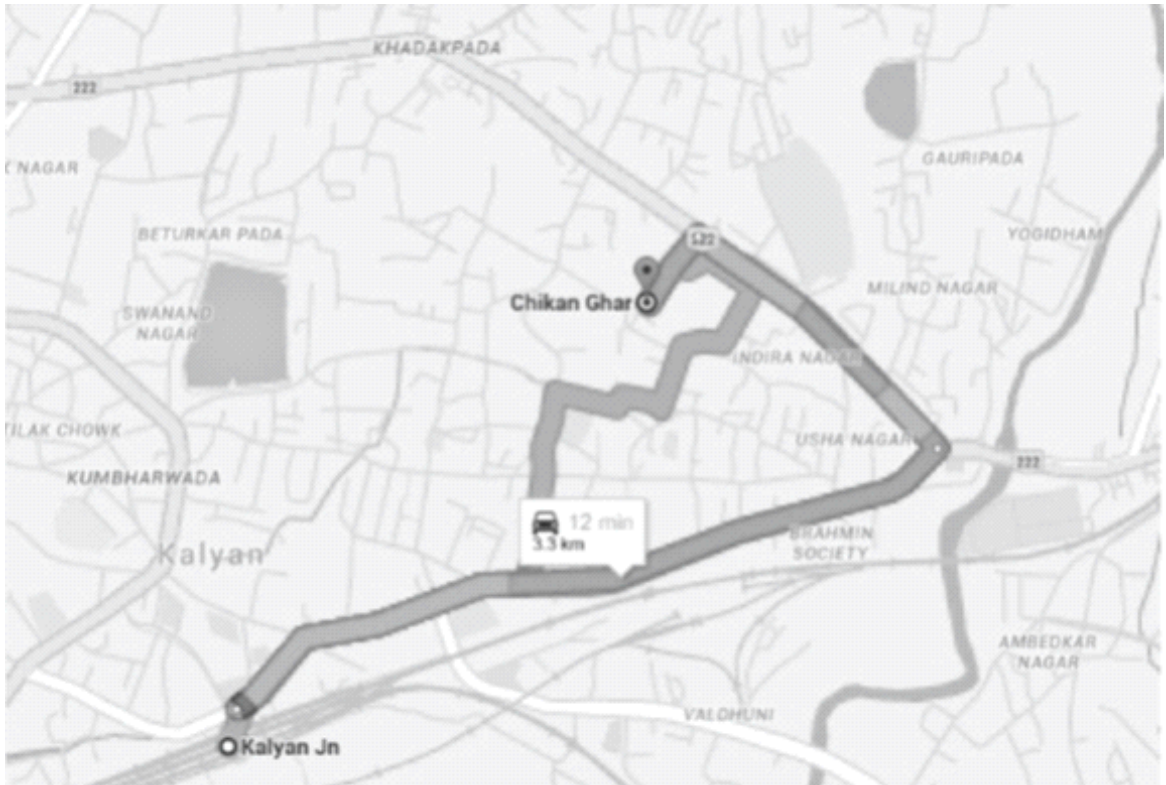 KHADAKPADA
222
GAURIPADA
NAGAR
BETURKAR PADA
222
YOGIDHAM
Chikan Ghar
MILIND NAGAR
SWANAND
NAGAR
INDIRA NAGAR
TILAK CHOWK
USHA NAGAR
222
KUMBHARWADA
12 min
3.3 km
BRAHMIN
SOCIETY
Kalyan
AMBEDKAR
NAGAR
VALDHUNI
Kalyan Jn